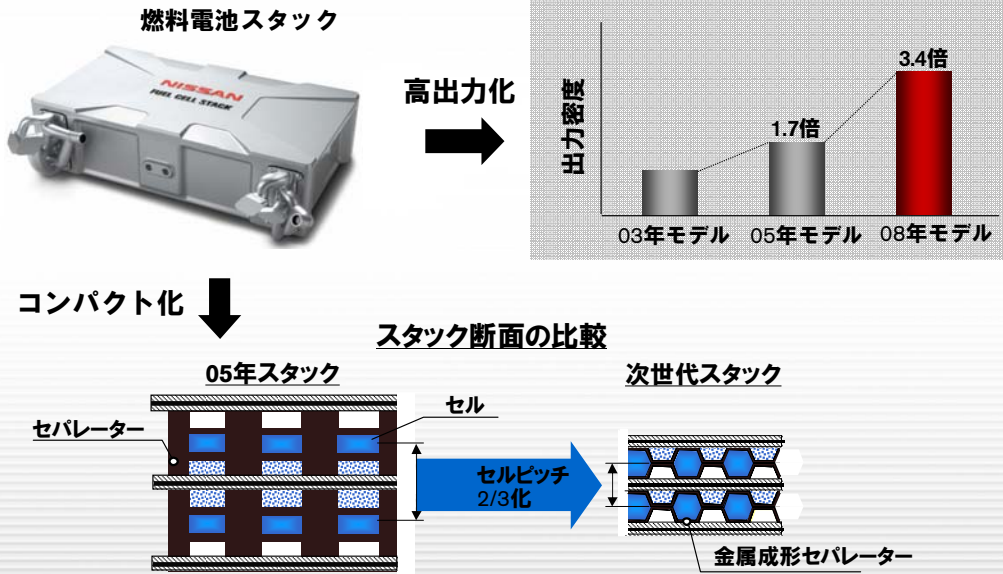 燃料電池スタック
NISSAN
FUEL CELL STACK
高出力化
出力密度
1.7倍
3.4倍
03年モデル
05年モデル
08年モデル
コンパクト化
スタック断面の比較
05年スタック
次世代スタック
セパレーター
セル
セルピッチ
2/3化
金属成形セパレーター